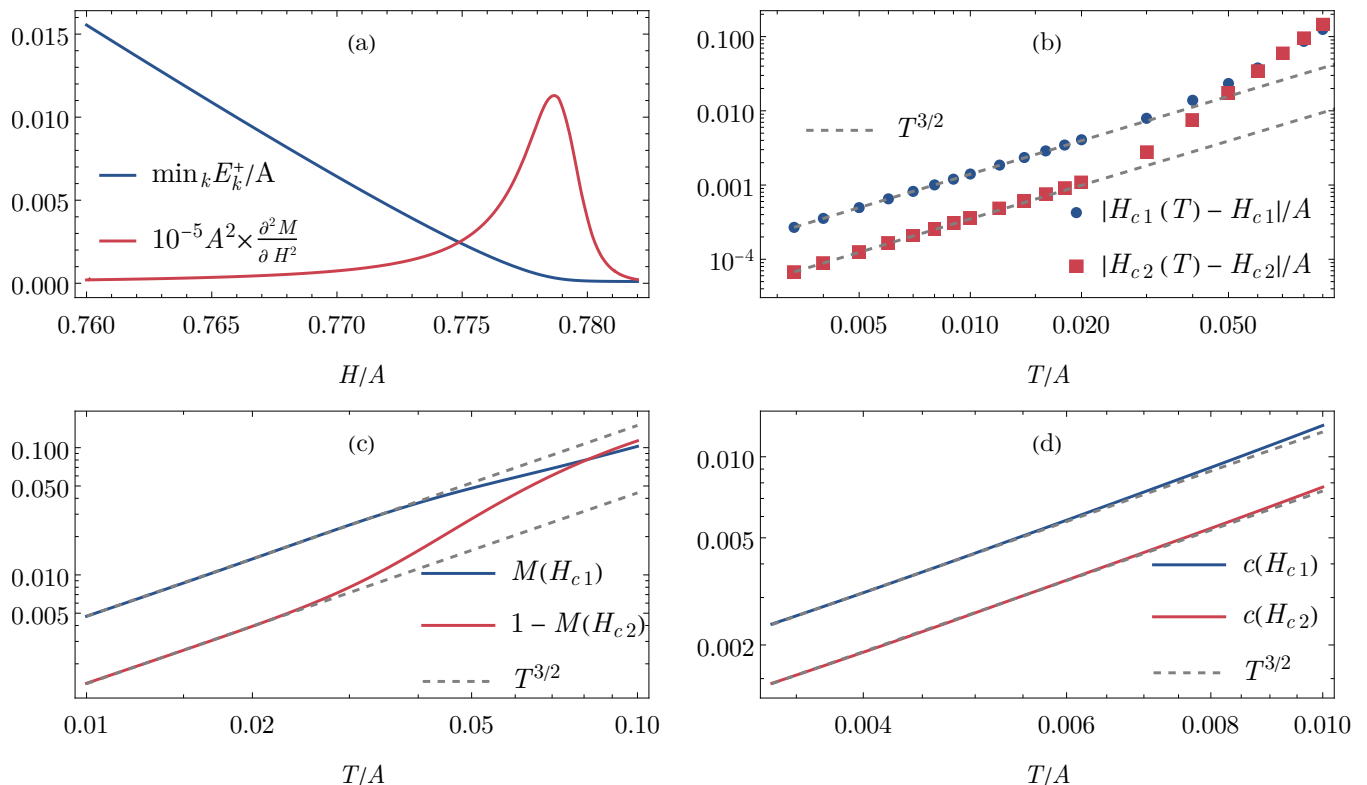 (a)
0.015
0.010
0.005
0.000
min_k E_k^+/A
10^{-5}A^2 × ∂^2 M/∂ H^2
0.760 0.765 0.770 0.775 0.780
H/A
(b)
0.100
0.010
0.001
10^{-4}
T^{3/2}
|H_{c1}(T) − H_{c1}|/A
|H_{c2}(T) − H_{c2}|/A
0.005 0.010 0.020 0.050
T/A
(c)
0.100
0.050
0.010
0.005
M(H_{c1})
1 − M(H_{c2})
T^{3/2}
0.01 0.02 0.05 0.10
T/A
(d)
0.010
0.005
0.002
c(H_{c1})
c(H_{c2})
T^{3/2}
0.004 0.006 0.008 0.010
T/A